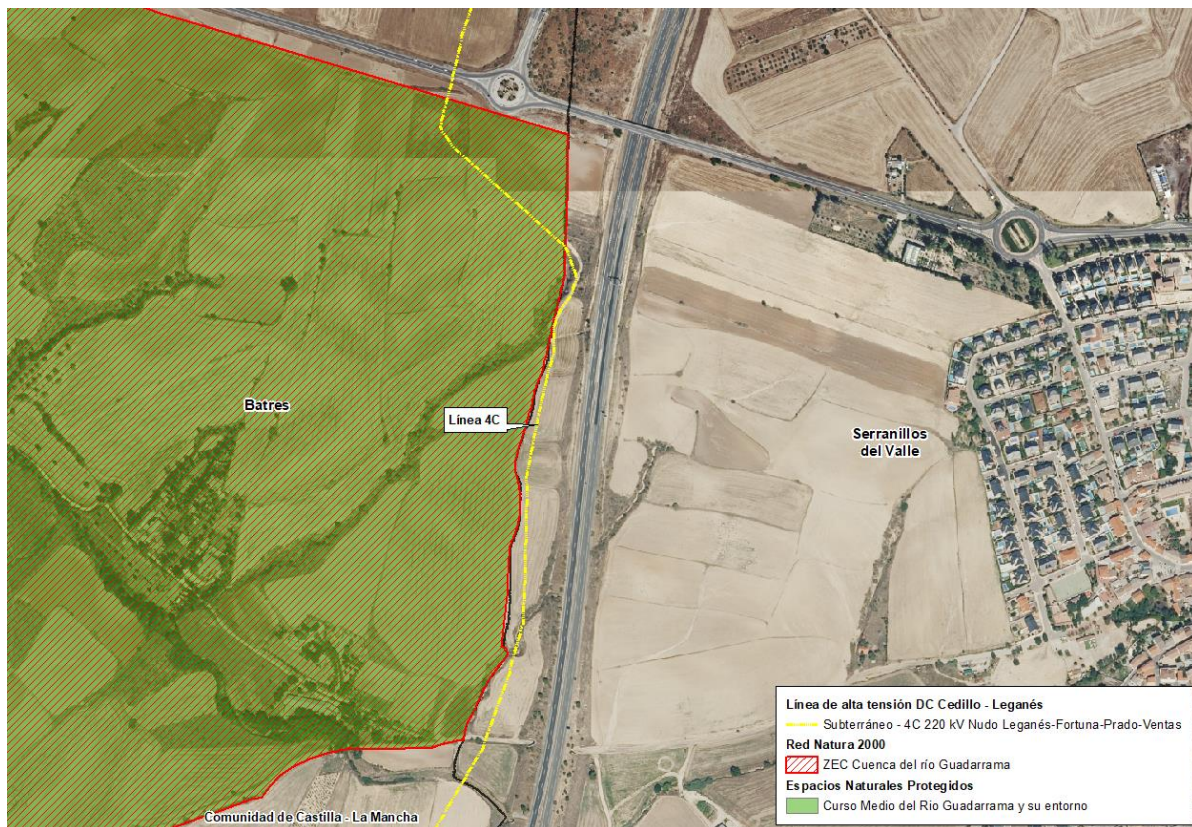 Batres
Línea 4C
Serranillos
del Valle
Comunidad de Castilla - La Mancha
Línea de alta tensión DC Cedillo - Leganés
Subterráneo - 4C 220 kV Nudo Leganés-Fortuna-Prado-Ventas
Red Natura 2000
ZEC Cuenca del río Guadarrama
Espacios Naturales Protegidos
Curso Medio del Rio Guadarrama y su entorno